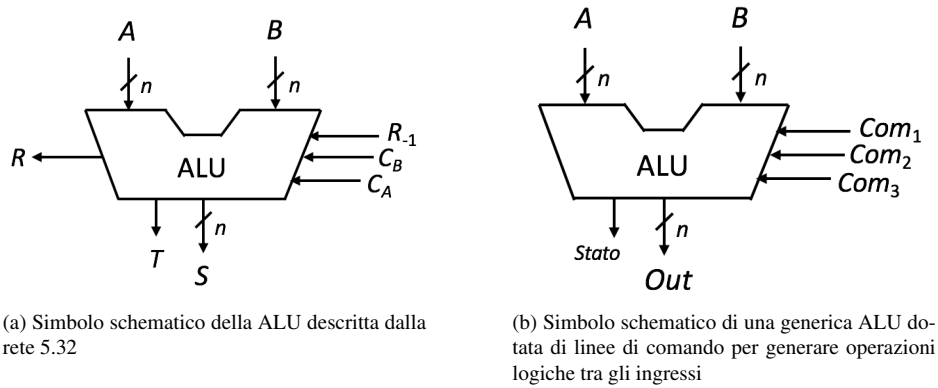 A
B
n
n
R
ALU
R-1
CB
CA
T
S
n
(a) Simbolo schematico della ALU descritta dalla
rete 5.32
A
B
n
n
ALU
Com1
Com2
Com3
Stato
n
Out
(b) Simbolo schematico di una generica ALU do-
tata di linee di comando per generare operazioni
logiche tra gli ingressi